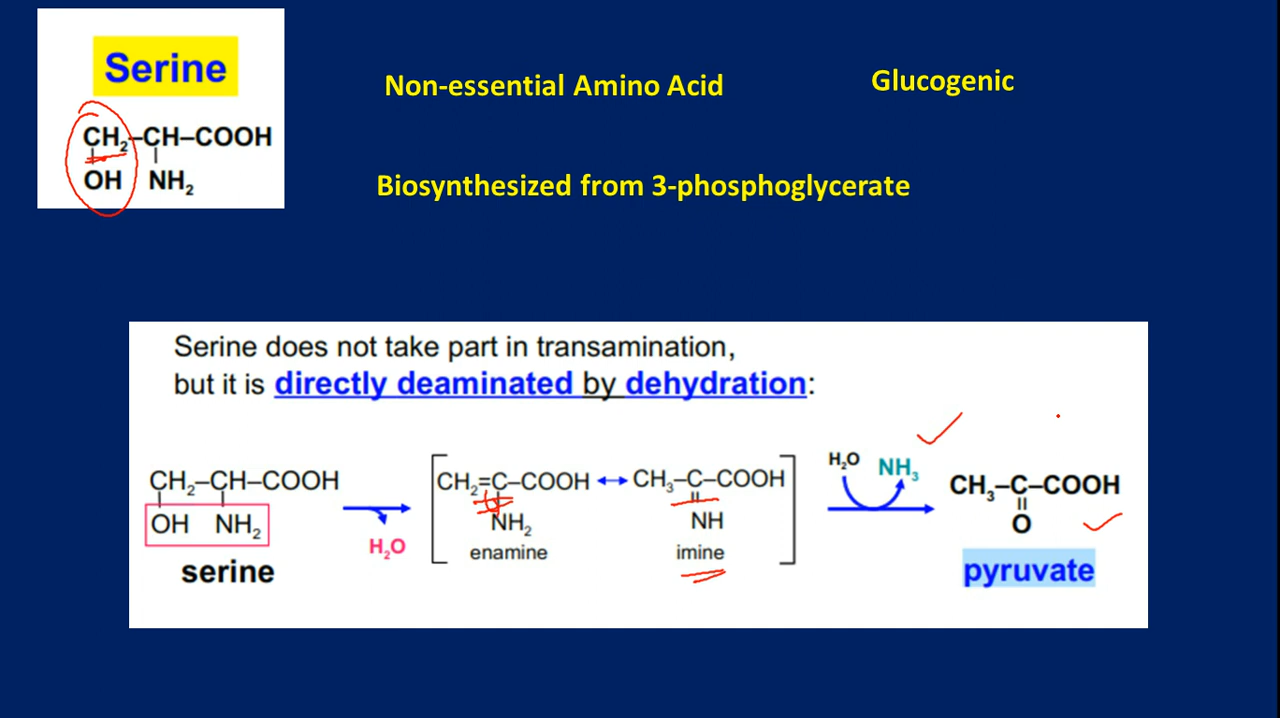 Serine
CH₂–CH–COOH
OH NH₂
Non-essential Amino Acid
Glucogenic
Biosynthesized from 3-phosphoglycerate
Serine does not take part in transamination,
but it is directly deaminated by dehydration:
CH₂–CH–COOH
OH NH₂
serine
H₂O
CH₂=C–COOH ↔ CH₃–C–COOH
NH₂ NH
enamine imine
H₂O NH₃
CH₃–C–COOH
O
pyruvate